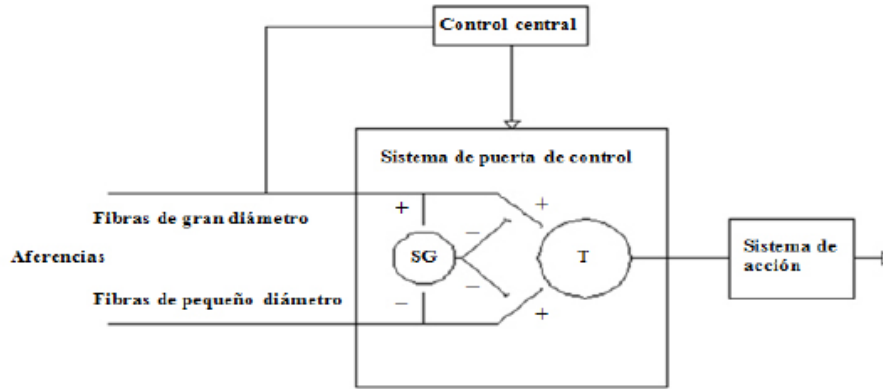 Control central
Sistema de puerta de control
+
+
Fibras de gran diámetro
–
Aferencias
SG
T
Sistema de
acción
–
Fibras de pequeño diámetro
–
+